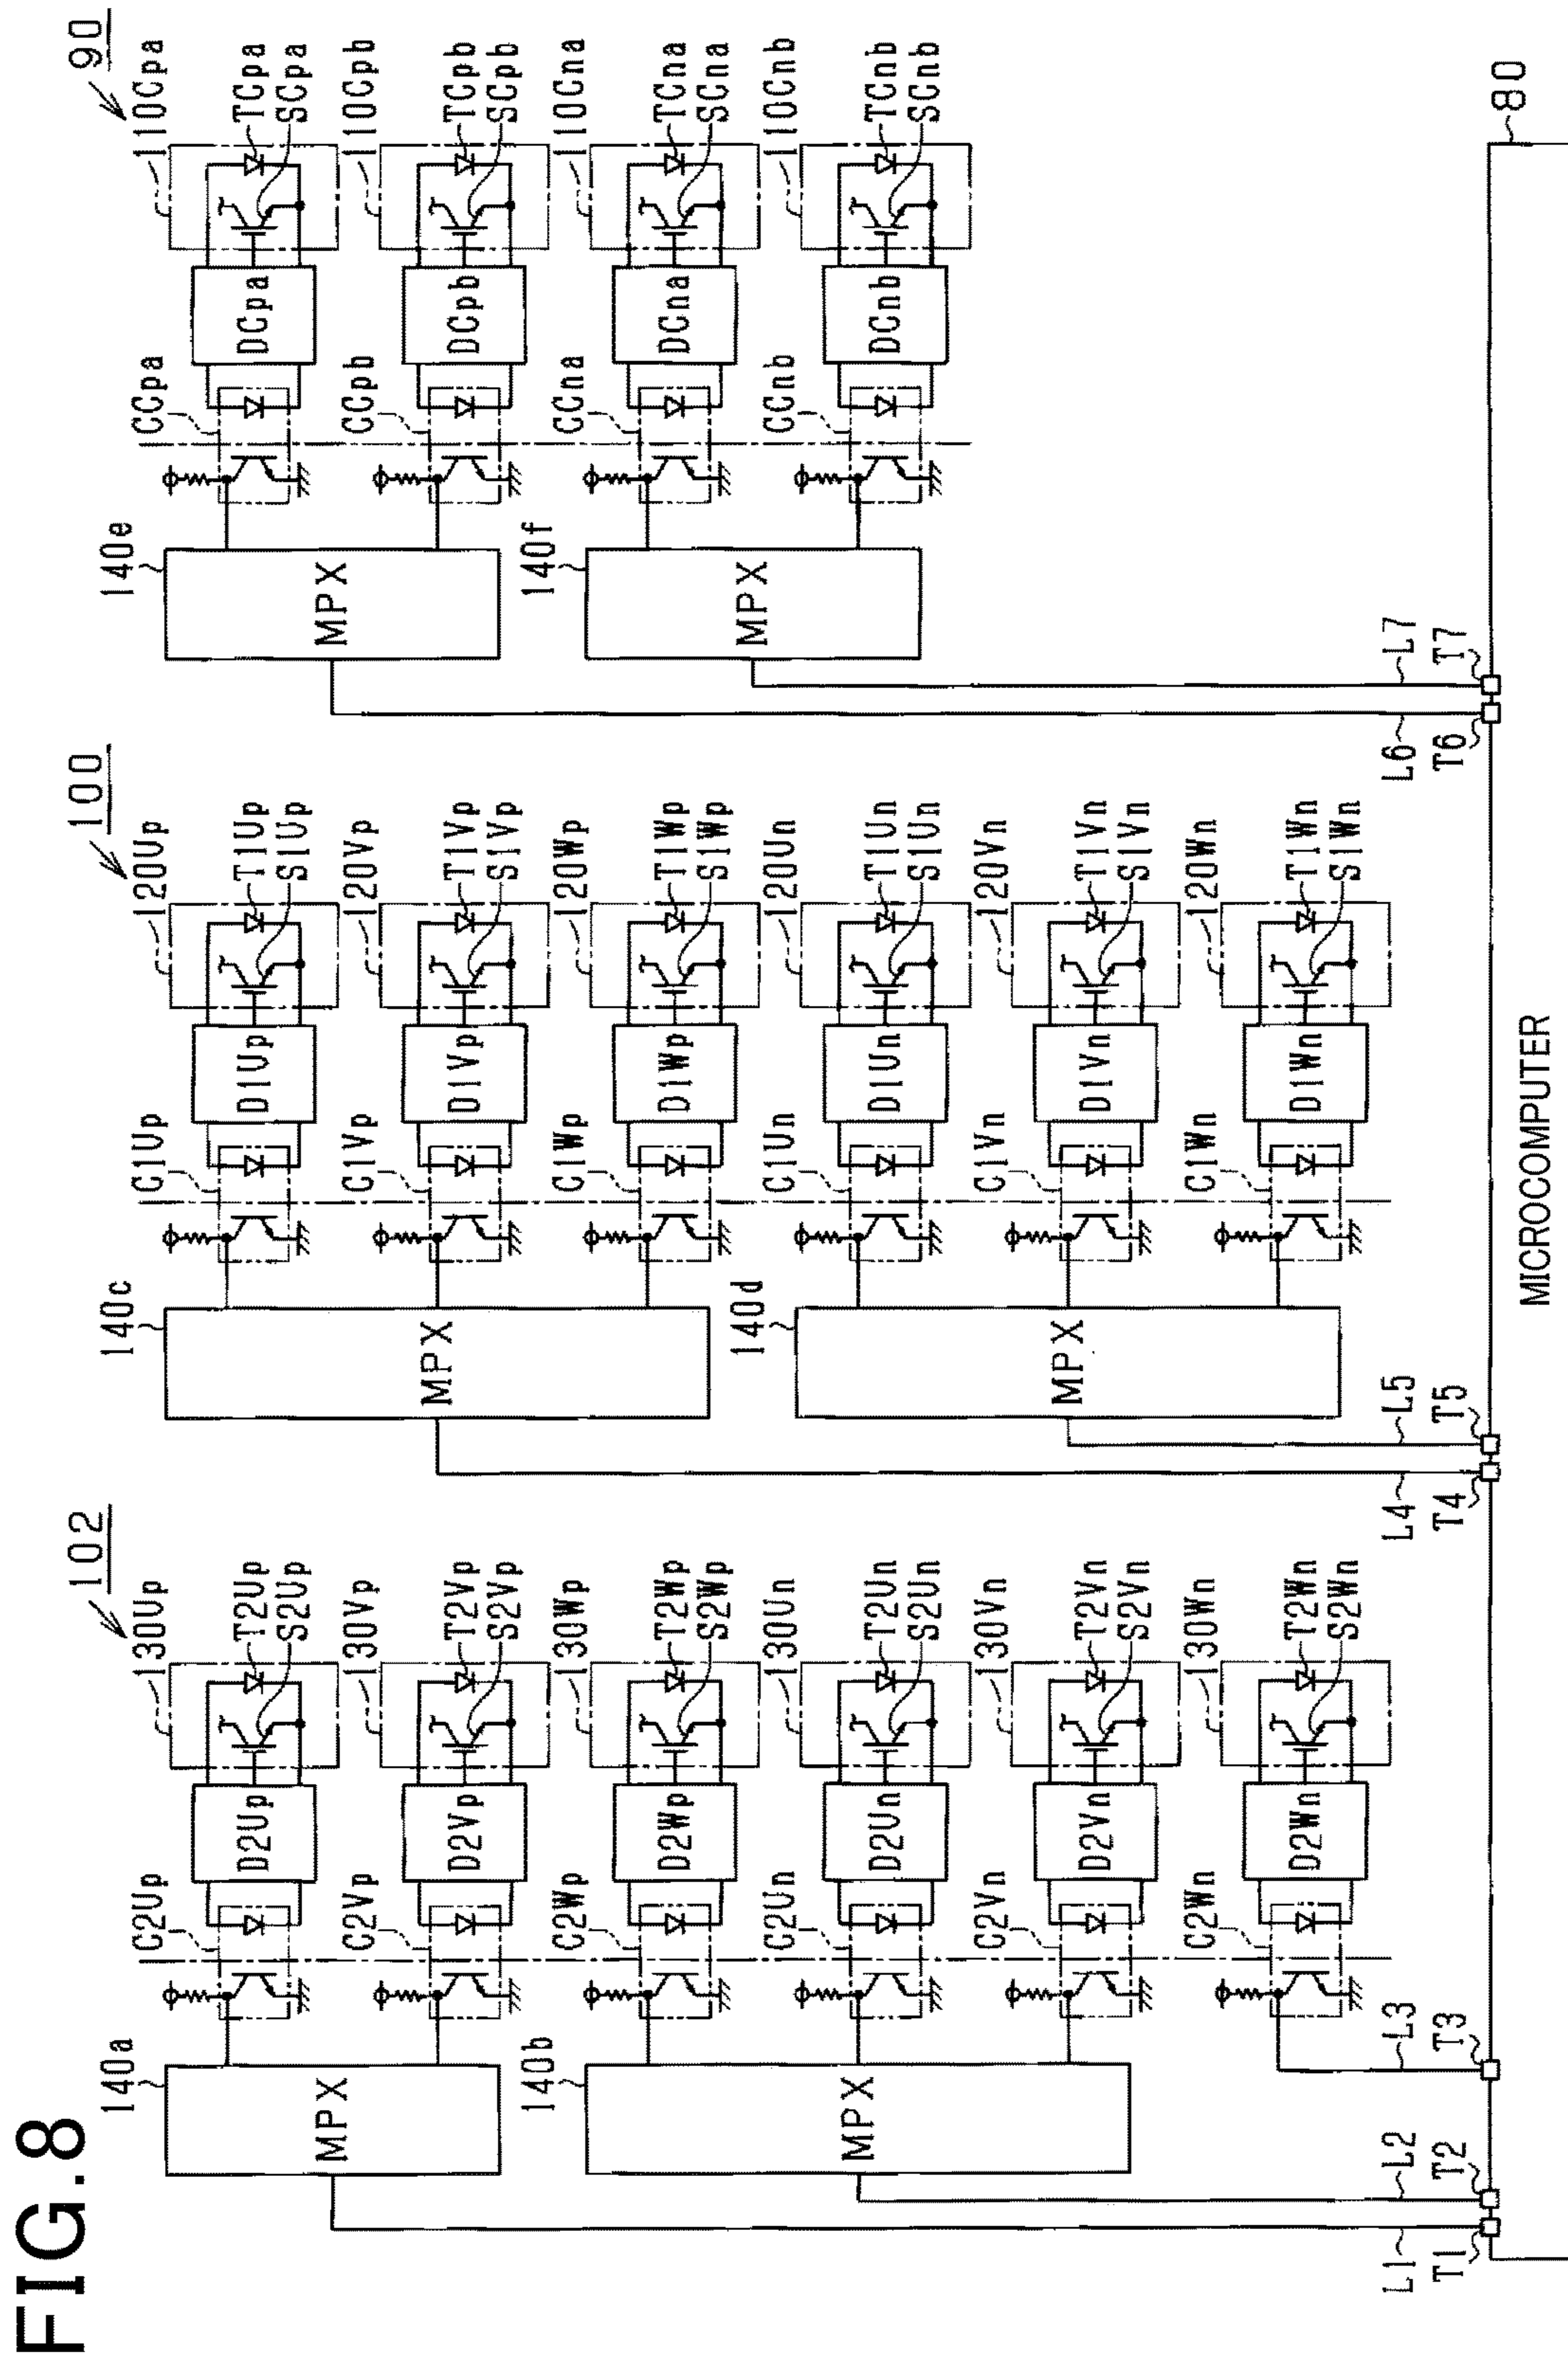 FIG.8
102
130Up
T2Up
S2Up
C2Up
D2Up
140a
MPX
130Vp
T2Vp
S2Vp
C2Vp
D2Vp
130Wp
T2Wp
S2Wp
C2Wp
D2Wp
140b
MPX
130Un
T2Un
S2Un
C2Un
D2Un
130Vn
T2Vn
S2Vn
C2Vn
D2Vn
130Wn
T2Wn
S2Wn
C2Wn
D2Wn
L1
L2
L3
T1
T2
T3
100
120Up
T1Up
S1Up
C1Up
D1Up
140c
MPX
120Vp
T1Vp
S1Vp
C1Vp
D1Vp
120Wp
T1Wp
S1Wp
C1Wp
D1Wp
140d
MPX
120Un
T1Un
S1Un
C1Un
D1Un
120Vn
T1Vn
S1Vn
C1Vn
D1Vn
120Wn
T1Wn
S1Wn
C1Wn
D1Wn
L4
L5
T4
T5
90
110Cpa
TCpa
SCpa
CCpa
DCpa
140e
MPX
110Cpb
TCpb
SCpb
CCpb
DCpb
110Cna
TCna
SCna
CCna
DCna
140f
MPX
110Cnb
TCnb
SCnb
CCnb
DCnb
L6
L7
T6
T7
80
MICROCOMPUTER